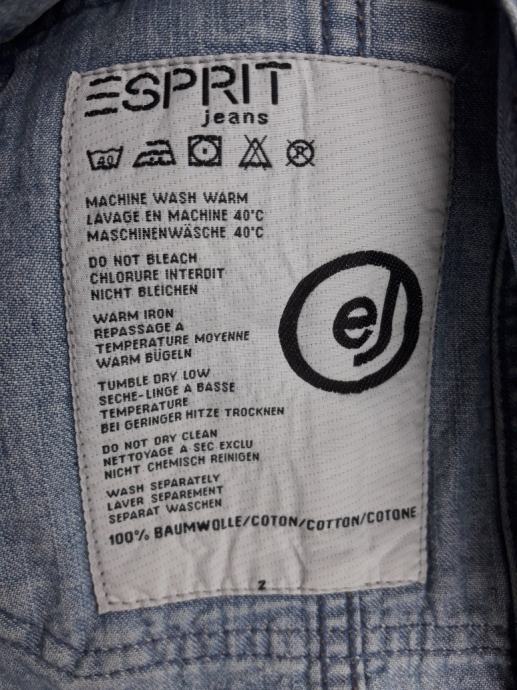 ESPRIT
jeans
40
R
MACHINE WASH WARM
LAVAGE EN MACHINE 40°C
MASCHINENWÄSCHE 40°C
DO NOT BLEACH
CHLORURE INTERDIT
NICHT BLEICHEN
WARM IRON
REPASSAGE A
TEMPERATURE MOYENNE
WARM BÜGELN
TUMBLE DRY LOW
SECHE-LINGE A BASSE
TEMPERATURE
BEI GERINGER HITZE TROCKNEN
DO NOT DRY CLEAN
NETTOYAGE A SEC EXCLU
NICHT CHEMISCH REINIGEN
WASH SEPARATELY
LAVER SEPAREMENT
SEPARAT WASCHEN
100% BAUMWOLLE/COTON/COTTON/COTONE
ej
2